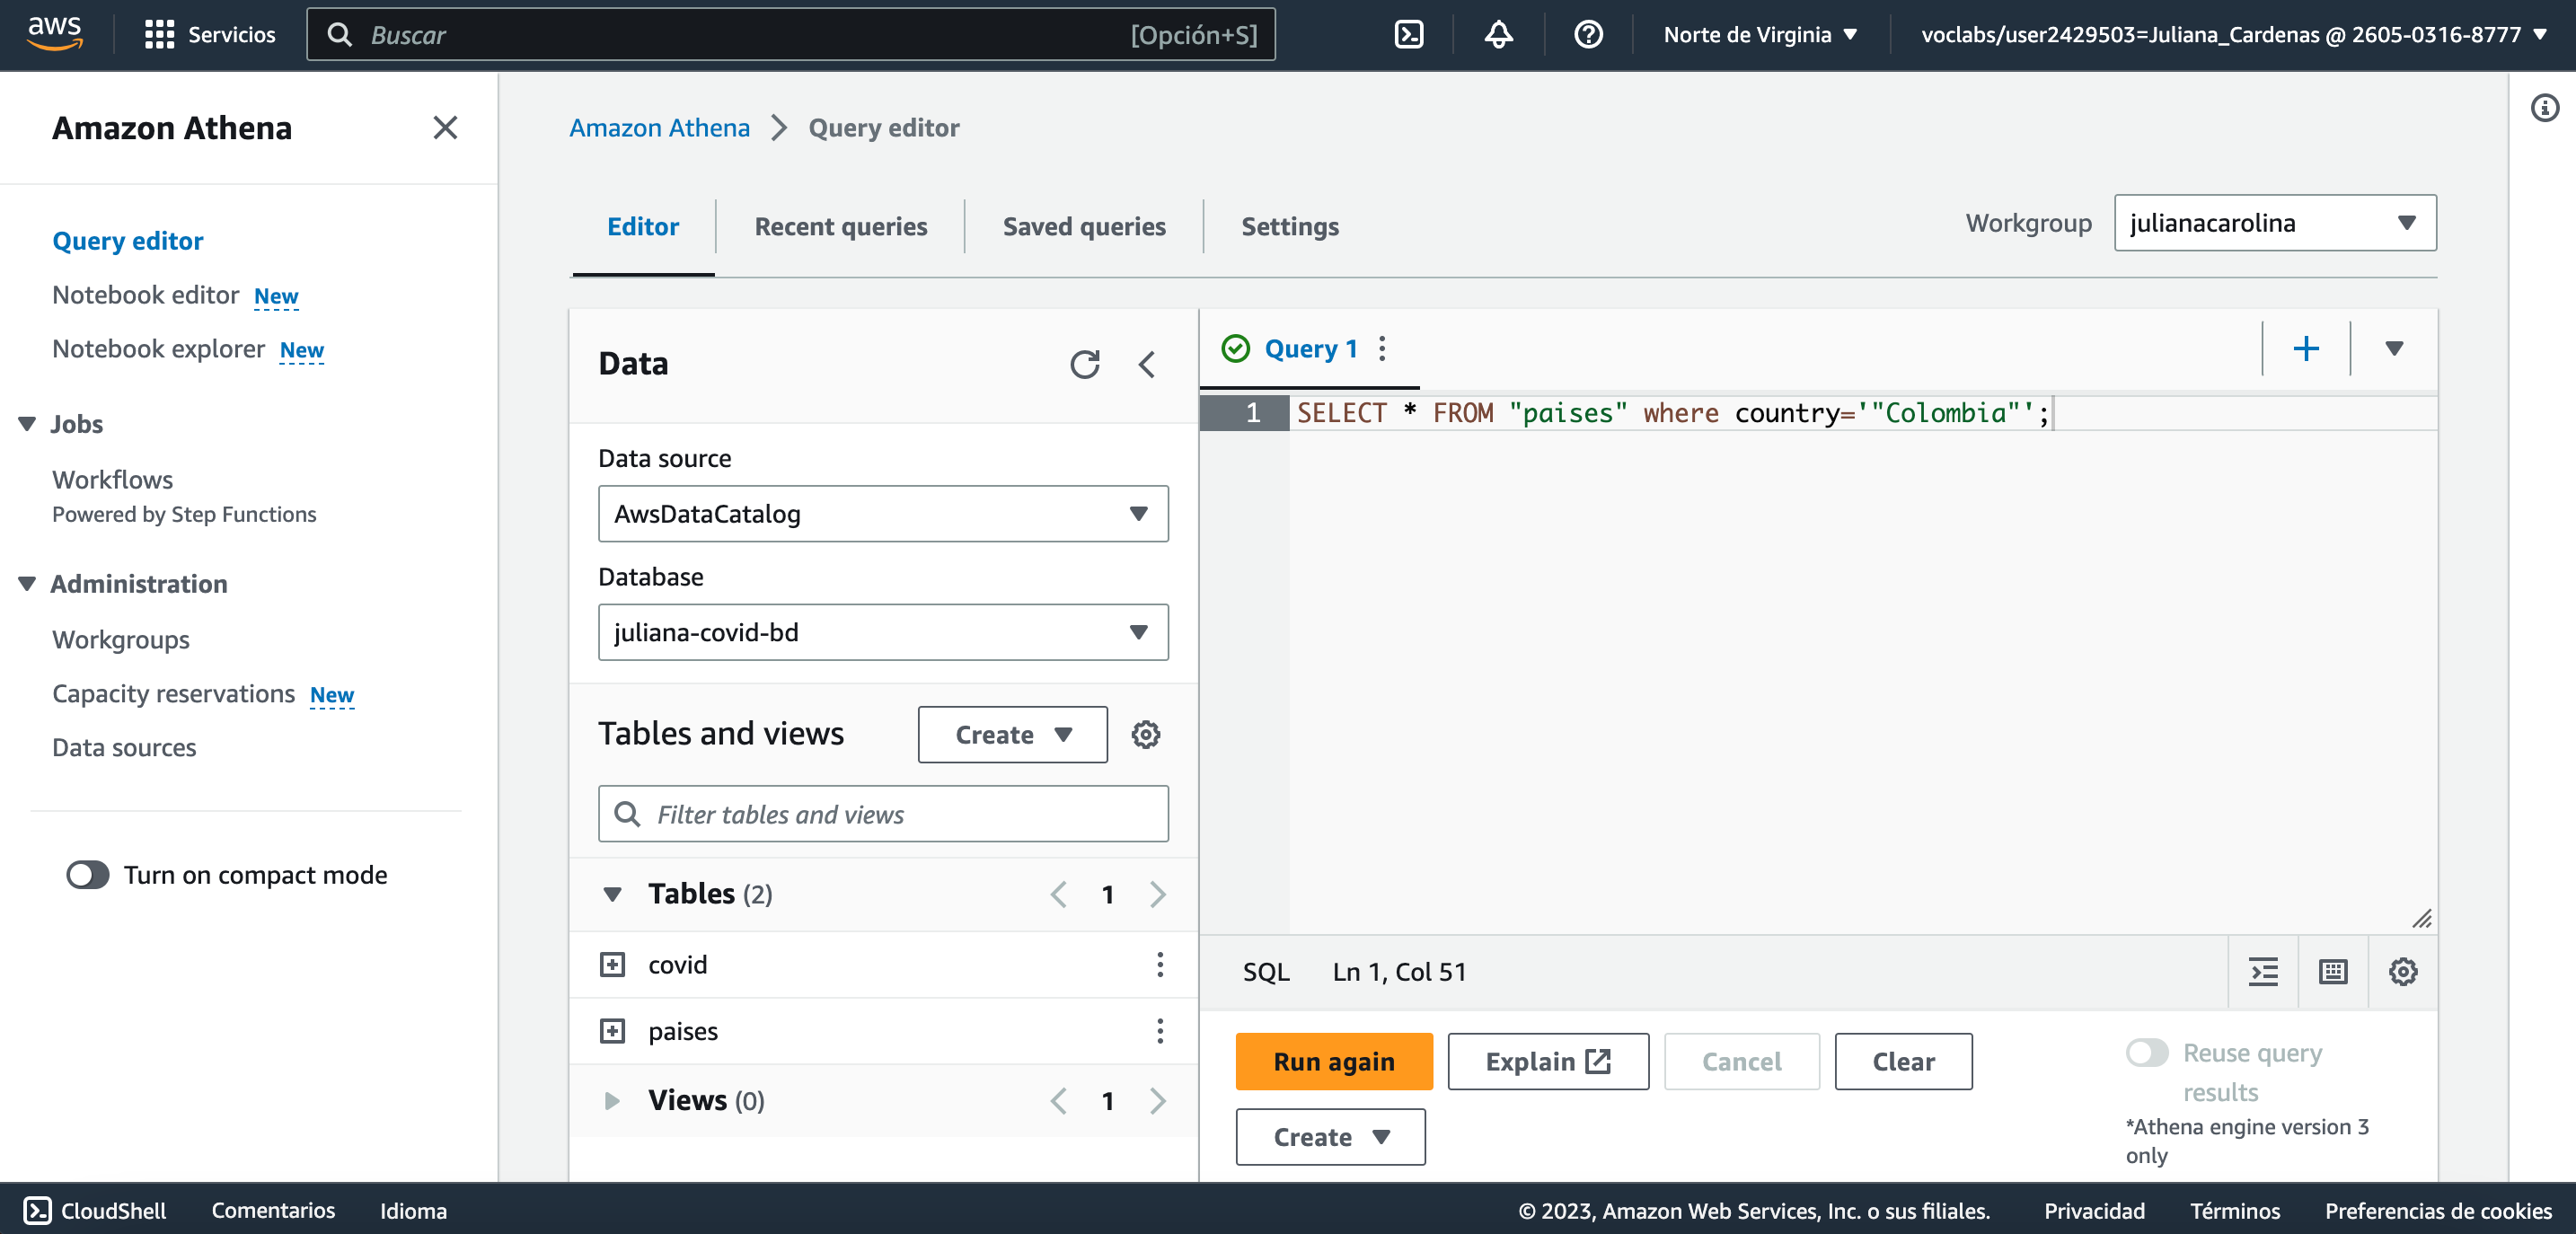 aws
Servicios
Buscar
[Opción+S]
Norte de Virginia
voclabs/user2429503=Juliana_Cardenas @ 2605-0316-8777
Amazon Athena
Query editor
Notebook editor New
Notebook explorer New
Jobs
Workflows
Powered by Step Functions
Administration
Workgroups
Capacity reservations New
Data sources
Turn on compact mode
Amazon Athena
Query editor
Editor
Recent queries
Saved queries
Settings
Workgroup
julianacarolina
Data
Data source
AwsDataCatalog
Database
juliana-covid-bd
Tables and views
Create
Filter tables and views
Tables (2)
1
covid
paises
Views (0)
1
Query 1
1
SELECT * FROM "paises" where country='"Colombia"';
SQL
Ln 1, Col 51
Run again
Explain
Cancel
Clear
Create
Reuse query
results
*Athena engine version 3
only
CloudShell
Comentarios
Idioma
© 2023, Amazon Web Services, Inc. o sus filiales.
Privacidad
Términos
Preferencias de cookies